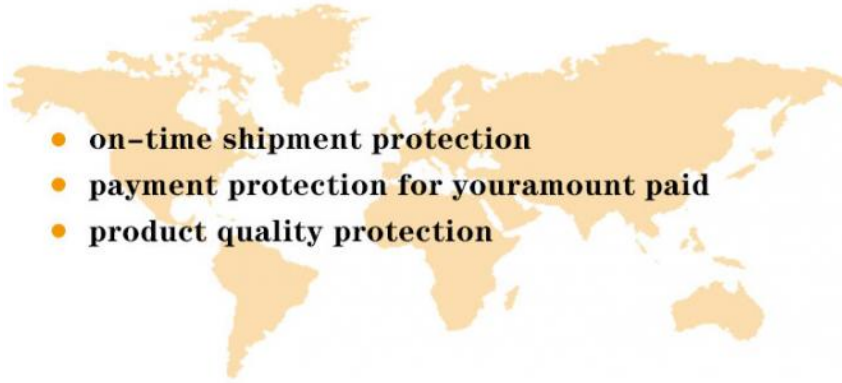 on-time shipment protection
payment protection for youramount paid
product quality protection